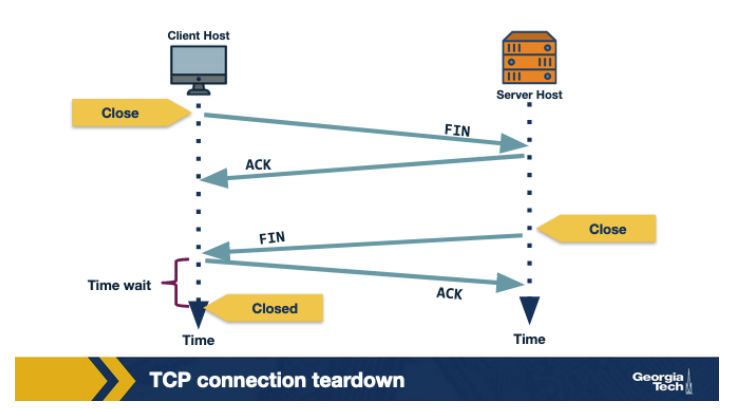 Client Host
Server Host
Close
FIN
ACK
Close
FIN
Time wait
ACK
Closed
Time
Time
TCP connection teardown
Georgia
Tech